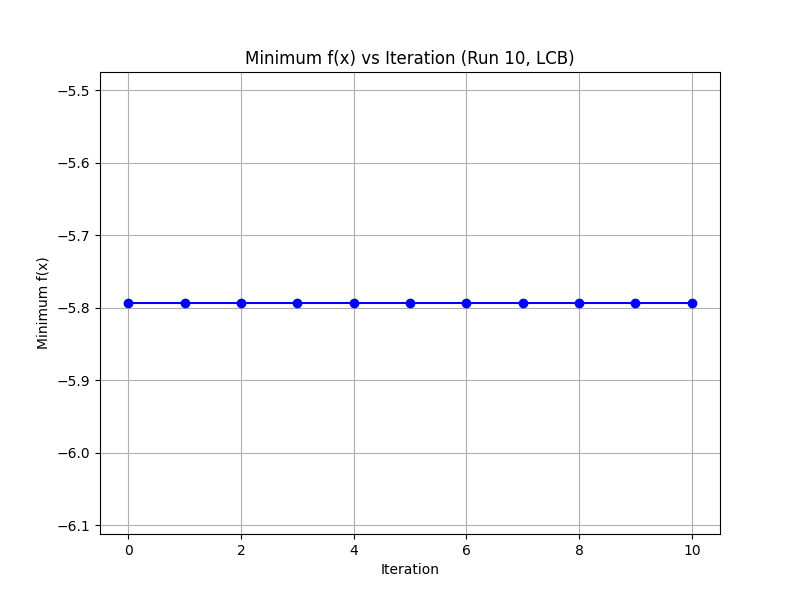 Minimum f(x) vs Iteration (Run 10, LCB)
Minimum f(x)
−5.5
−5.6
−5.7
−5.8
−5.9
−6.0
−6.1
0 2 4 6 8 10
Iteration